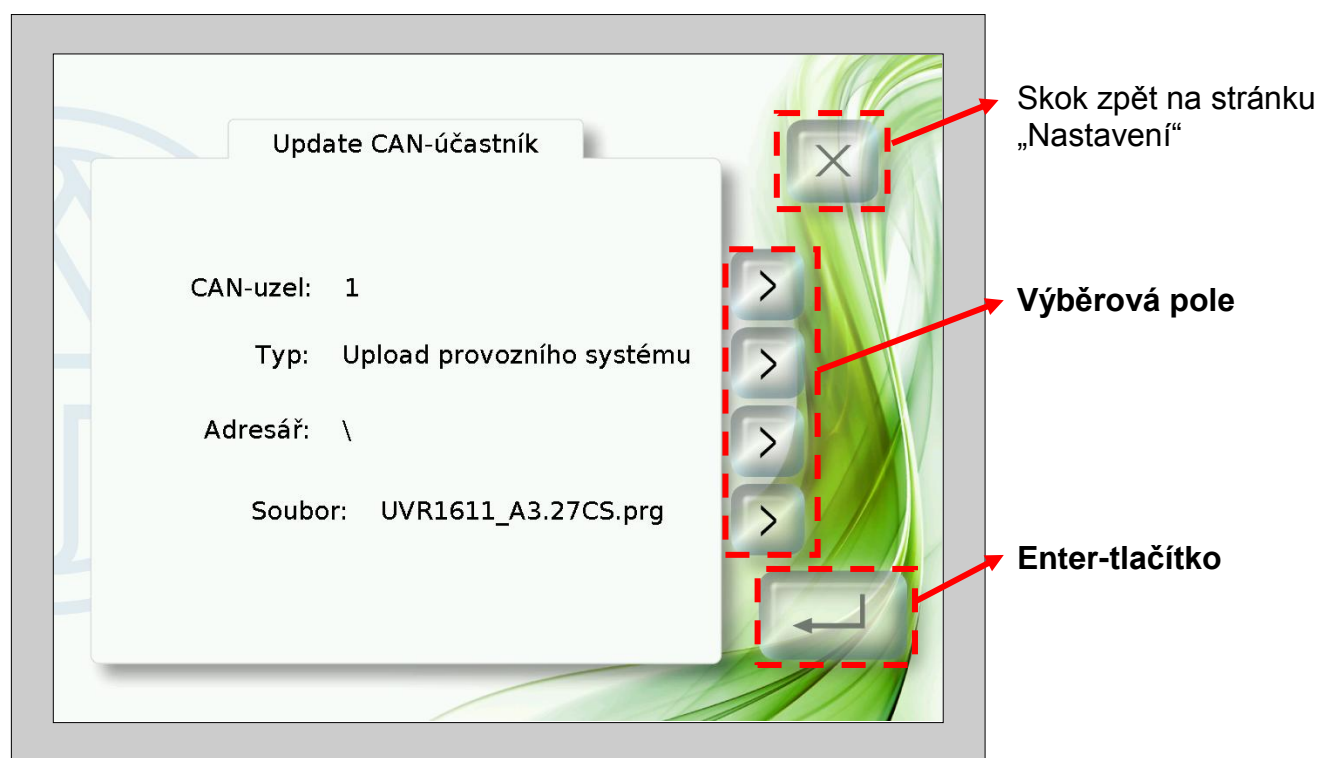 Skok zpět na stránku
„Nastavení“
Update CAN-účastník
CAN-uzel: 1
Výběrová pole
Typ: Upload provozního systému
Adresář: \
Soubor: UVR1611_A3.27CS.prg
Enter-tlačítko